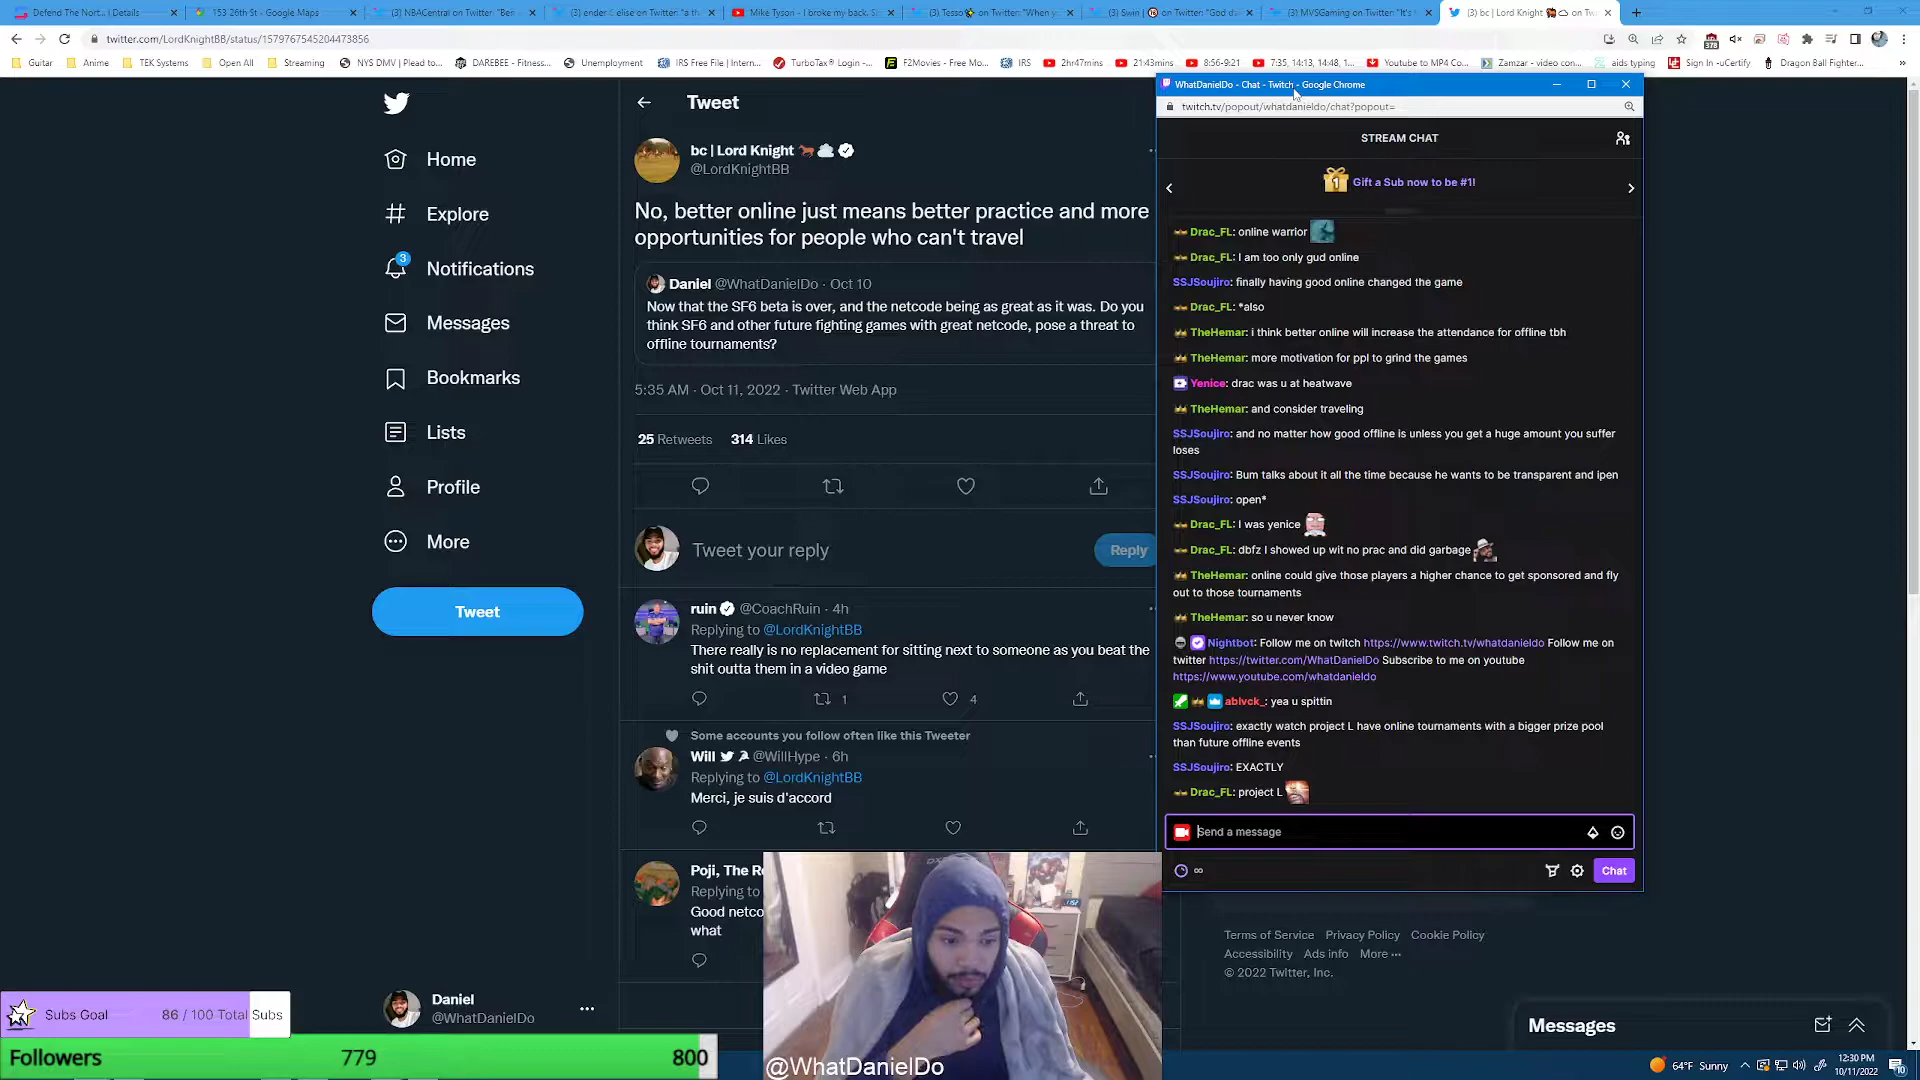 Defend The Nort... | Details
153 26th St - Google Maps
(3) NBACentral on Twitter: "Ben
(3) ender & elise on Twitter: "a th
Mike Tyson - I broke my back. S
(3) Tesso on Twitter: "When y
(3) Swin | on Twitter: "God d
(3) MVSGaming on Twitter: "It's
(3) bc | Lord Knight on Tw
twitter.com/LordKnightBB/status/1579767545204473856
378
Guitar
Anime
TEK Systems
Open All
Streaming
NYS DMV | Plead to...
DAREBEE - Fitness...
Unemployment
IRS Free File | Intern...
TurboTax® Login -...
F2Movies - Free Mo...
IRS
2hr47mins
21:43mins
8:56-9:21
7:35, 14:13, 14:48, 1...
Youtube to MP4 Co...
Zamzar - video con...
aids typing
Sign In -uCertify
Dragon Ball Fighter...
Home
Explore
3
Notifications
Messages
Bookmarks
Lists
Profile
More
Tweet
Daniel
@WhatDanielDo
Tweet
bc | Lord Knight
@LordKnightBB
No, better online just means better practice and more
opportunities for people who can't travel
Daniel @WhatDanielDo · Oct 10
Now that the SF6 beta is over, and the netcode being as great as it was. Do you
think SF6 and other future fighting games with great netcode, pose a threat to
offline tournaments?
5:35 AM · Oct 11, 2022 · Twitter Web App
25 Retweets 314 Likes
Tweet your reply
Reply
ruin @CoachRuin · 4h
Replying to @LordKnightBB
There really is no replacement for sitting next to someone as you beat the
shit outta them in a video game
1
4
Some accounts you follow often like this Tweeter
Will @WillHype · 6h
Replying to @LordKnightBB
Merci, je suis d'accord
Poji, The R
Replying to
Good netco
what
WhatDanielDo - Chat - Twitch - Google Chrome
twitch.tv/popout/whatdanieldo/chat?popout=
STREAM CHAT
1
Gift a Sub now to be #1!
Drac_FL: online warrior
Drac_FL: I am too only gud online
SSJSoujiro: finally having good online changed the game
Drac_FL: *also
TheHemar: i think better online will increase the attendance for offline tbh
TheHemar: more motivation for ppl to grind the games
Yenice: drac was u at heatwave
TheHemar: and consider traveling
SSJSoujiro: and no matter how good offline is unless you get a huge amount you suffer
loses
SSJSoujiro: Bum talks about it all the time because he wants to be transparent and ipen
SSJSoujiro: open*
Drac_FL: I was yenice
Drac_FL: dbfz I showed up wit no prac and did garbage
TheHemar: online could give those players a higher chance to get sponsored and fly
out to those tournaments
TheHemar: so u never know
Nightbot: Follow me on twitch https://www.twitch.tv/whatdanieldo Follow me on
twitter https://twitter.com/WhatDanielDo Subscribe to me on youtube
https://www.youtube.com/whatdanieldo
ablvck_: yea u spittin
SSJSoujiro: exactly watch project L have online tournaments with a bigger prize pool
than future offline events
SSJSoujiro: EXACTLY
Drac_FL: project L
Send a message
∞
Chat
Terms of Service Privacy Policy Cookie Policy
Accessibility Ads info More ···
© 2022 Twitter, Inc.
Messages
Subs Goal 86 / 100 Total Subs
Followers 779 800
@WhatDanielDo
64°F Sunny
12:30 PM
10/11/2022
10